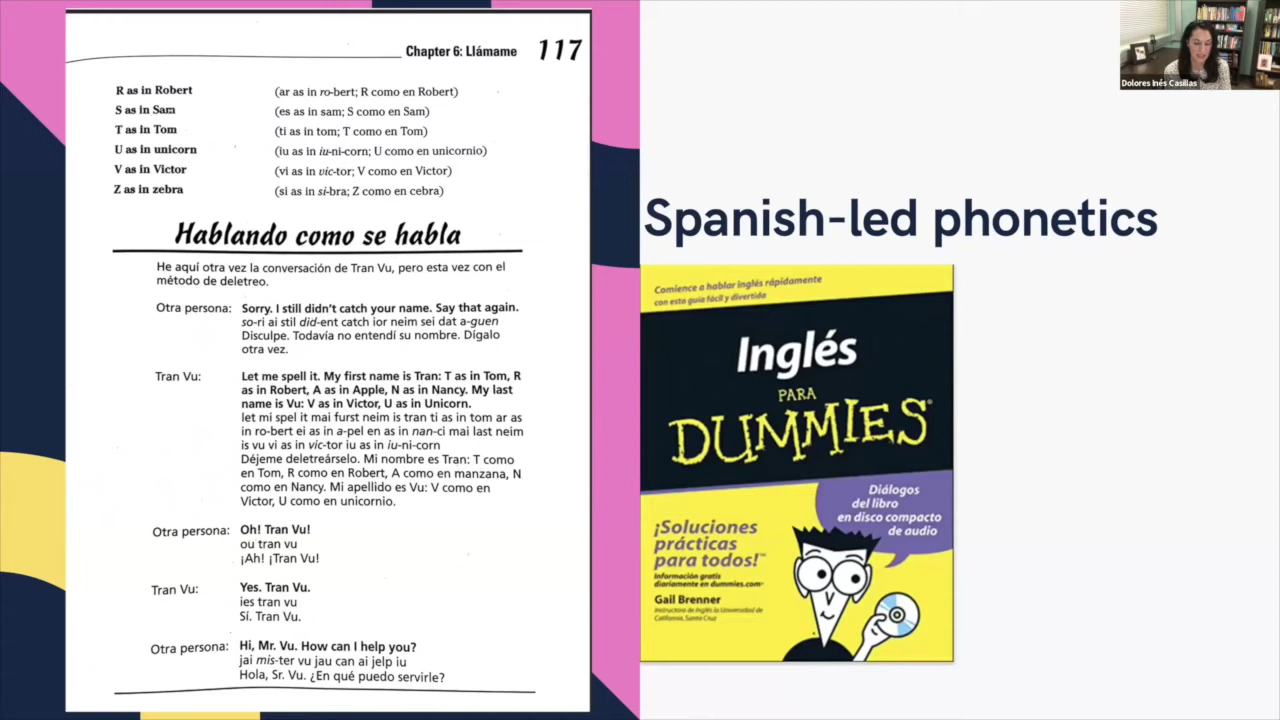 Chapter 6: Llámame 117
R as in Robert (ar as in ro-bert; R como en Robert)
S as in Sam (es as in sam; S como en Sam)
T as in Tom (ti as in tom; T como en Tom)
U as in unicorn (iu as in iu-ni-corn; U como en unicornio)
V as in Victor (vi as in vic-tor; V como en Victor)
Z as in zebra (si as in si-bra; Z como en cebra)
Hablando como se habla
He aquí otra vez la conversación de Tran Vu, pero esta vez con el
método de deletreo.
Otra persona: Sorry. I still didn't catch your name. Say that again.
so-ri ai stil did-ent catch ior neim sei dat a-guen
Disculpe. Todavía no entendí su nombre. Dígalo
otra vez.
Tran Vu: Let me spell it. My first name is Tran: T as in Tom, R
as in Robert, A as in Apple, N as in Nancy. My last
name is Vu: V as in Victor, U as in Unicorn.
let mi spel it mai furst neim is tran ti as in tom ar as
in ro-bert ei as in a-pel en as in nan-ci mai last neim
is vu vi as in vic-tor iu as in iu-ni-corn
Déjeme deletreárselo. Mi nombre es Tran: T como
en Tom, R como en Robert, A como en manzana, N
como en Nancy. Mi apellido es Vu: V como en
Victor, U como en unicornio.
Otra persona: Oh! Tran Vu!
ou tran vu
¡Ah! ¡Tran Vu!
Tran Vu: Yes. Tran Vu.
ies tran vu
Sí. Tran Vu.
Otra persona: Hi, Mr. Vu. How can I help you?
jai mis-ter vu jau can ai jelp iu
Hola, Sr. Vu. ¿En qué puedo servirle?
Dolores Inés Casillas
Spanish-led phonetics
Comience a hablar inglés rápidamente
con esta guía fácil y divertida
Inglés
PARA
DUMMIES®
Diálogos
del libro
en disco compacto
de audio
¡Soluciones
prácticas
para todos!™
Información gratis
diariamente en dummies.com®
Gail Brenner
Instructora de Inglés la Universidad de
California, Santa Cruz